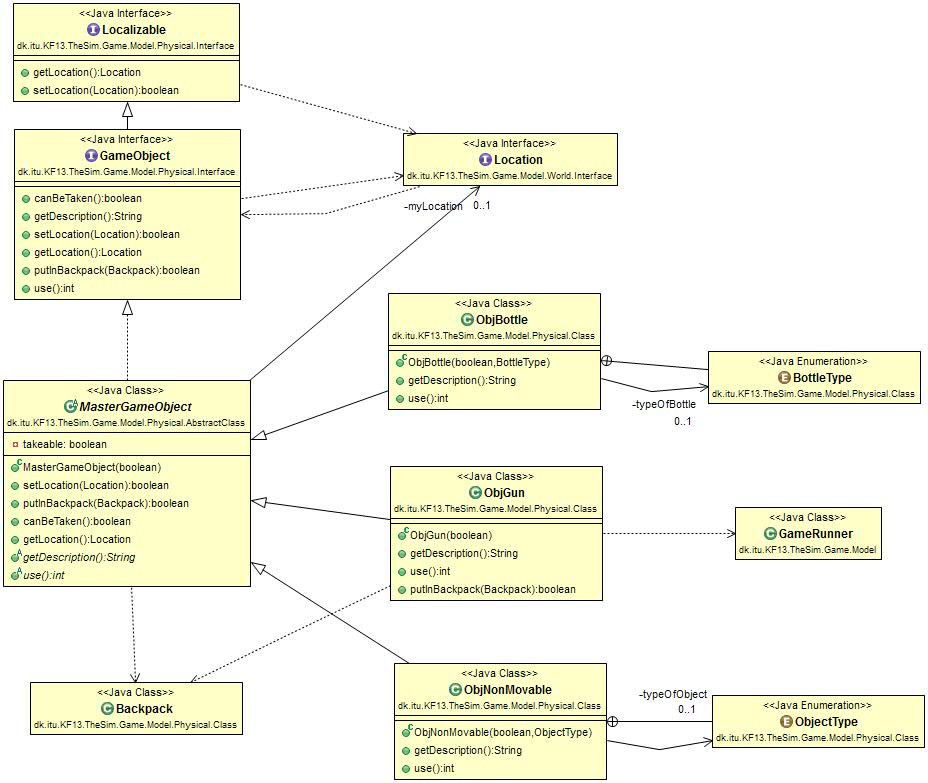 <<Java Interface>>
Localizable
dk.itu.KF13.TheSim.Game.Model.Physical.Interface
getLocation():Location
setLocation(Location):boolean
<<Java Interface>>
GameObject
dk.itu.KF13.TheSim.Game.Model.Physical.Interface
canBeTaken():boolean
getDescription():String
setLocation(Location):boolean
getLocation():Location
putInBackpack(Backpack):boolean
use():int
<<Java Interface>>
Location
dk.itu.KF13.TheSim.Game.Model.World.Interface
-myLocation 0..1
<<Java Class>>
ObjBottle
dk.itu.KF13.TheSim.Game.Model.Physical.Class
ObjBottle(boolean,BottleType)
getDescription():String
use():int
<<Java Enumeration>>
BottleType
dk.itu.KF13.TheSim.Game.Model.Physical.Class
-typeOfBottle
0..1
<<Java Class>>
MasterGameObject
dk.itu.KF13.TheSim.Game.Model.Physical.AbstractClass
takeable: boolean
MasterGameObject(boolean)
setLocation(Location):boolean
putInBackpack(Backpack):boolean
canBeTaken():boolean
getLocation():Location
getDescription():String
use():int
<<Java Class>>
ObjGun
dk.itu.KF13.TheSim.Game.Model.Physical.Class
ObjGun(boolean)
getDescription():String
use():int
putInBackpack(Backpack):boolean
<<Java Class>>
GameRunner
dk.itu.KF13.TheSim.Game.Model
<<Java Class>>
Backpack
dk.itu.KF13.TheSim.Game.Model.Physical.Class
<<Java Class>>
ObjNonMovable
dk.itu.KF13.TheSim.Game.Model.Physical.Class
ObjNonMovable(boolean,ObjectType)
getDescription():String
use():int
-typeOfObject
0..1
<<Java Enumeration>>
ObjectType
dk.itu.KF13.TheSim.Game.Model.Physical.Class